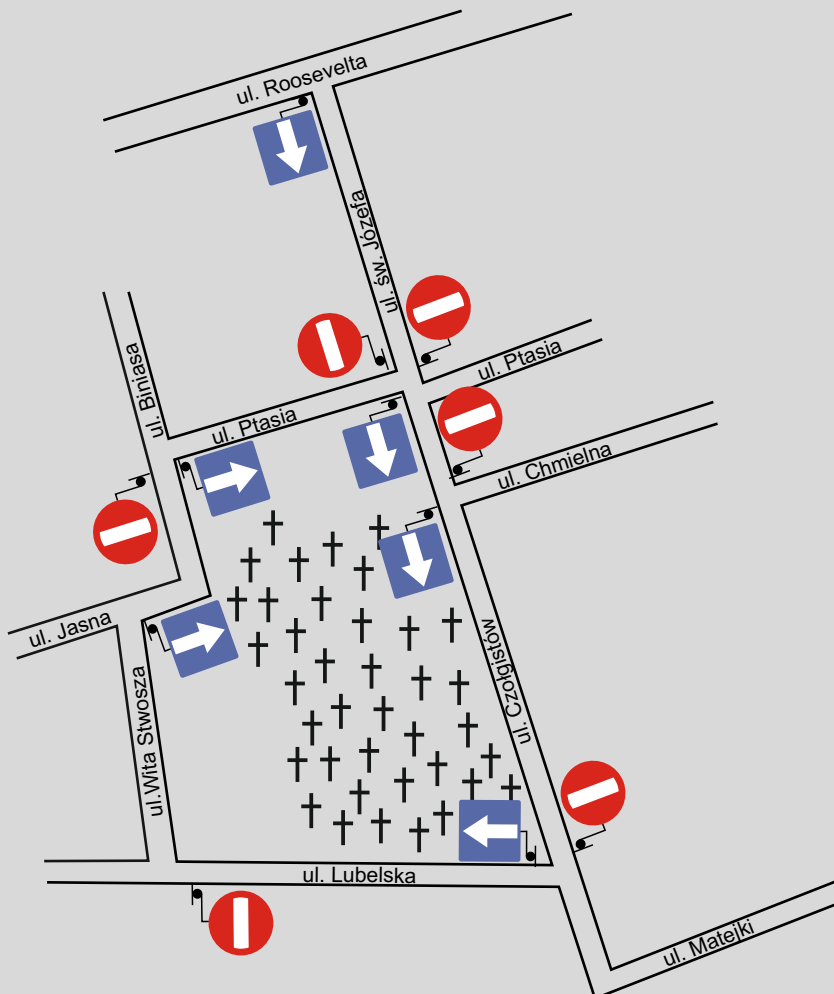 ul. Roosevelta
ul. św. Józefa
ul. Biniasa
ul. Ptasia
ul. Ptasia
ul. Chmielna
ul. Jasna
ul.Wita Stwosza
ul. Czołgistów
ul. Lubelska
ul. Matejki